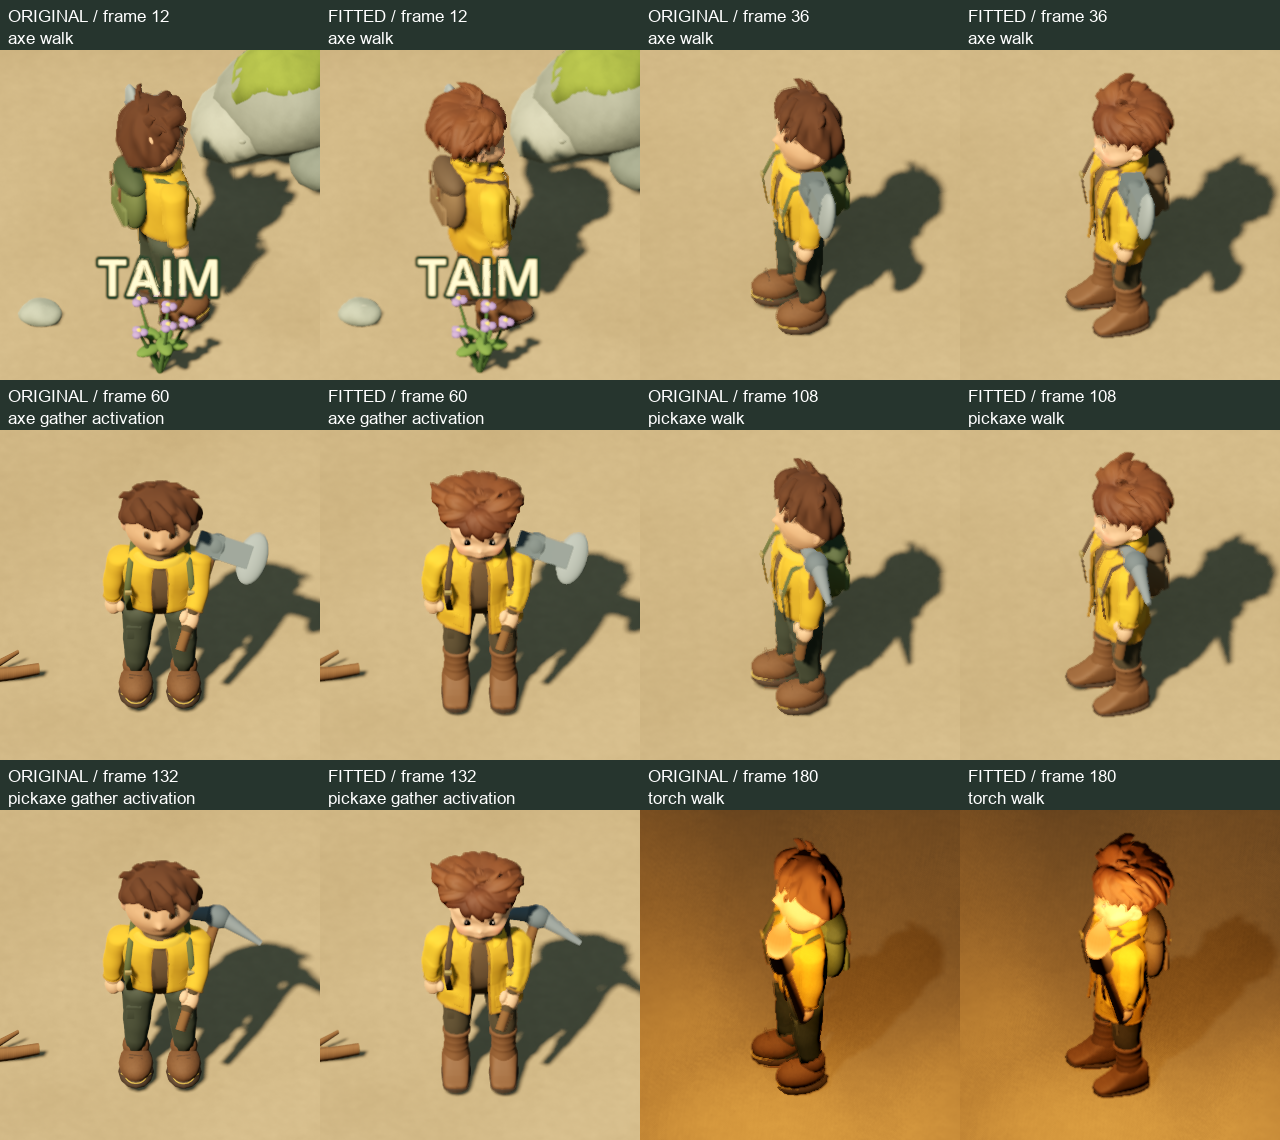 ORIGINAL / frame 12
axe walk
FITTED / frame 12
axe walk
ORIGINAL / frame 36
axe walk
FITTED / frame 36
axe walk
TAIM
TAIM
ORIGINAL / frame 60
axe gather activation
FITTED / frame 60
axe gather activation
ORIGINAL / frame 108
pickaxe walk
FITTED / frame 108
pickaxe walk
ORIGINAL / frame 132
pickaxe gather activation
FITTED / frame 132
pickaxe gather activation
ORIGINAL / frame 180
torch walk
FITTED / frame 180
torch walk